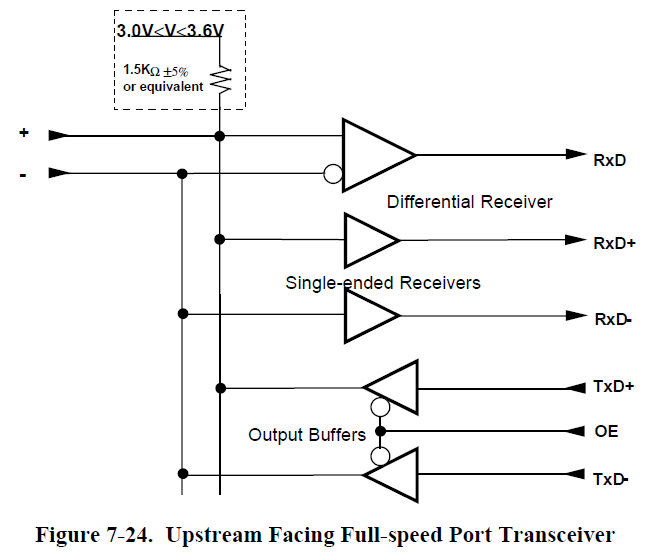 3.0V<V<3.6V
1.5KΩ ±5%
or equivalent
+
-
RxD
Differential Receiver
RxD+
Single-ended Receivers
RxD-
TxD+
Output Buffers
OE
TxD-
Figure 7-24. Upstream Facing Full-speed Port Transceiver